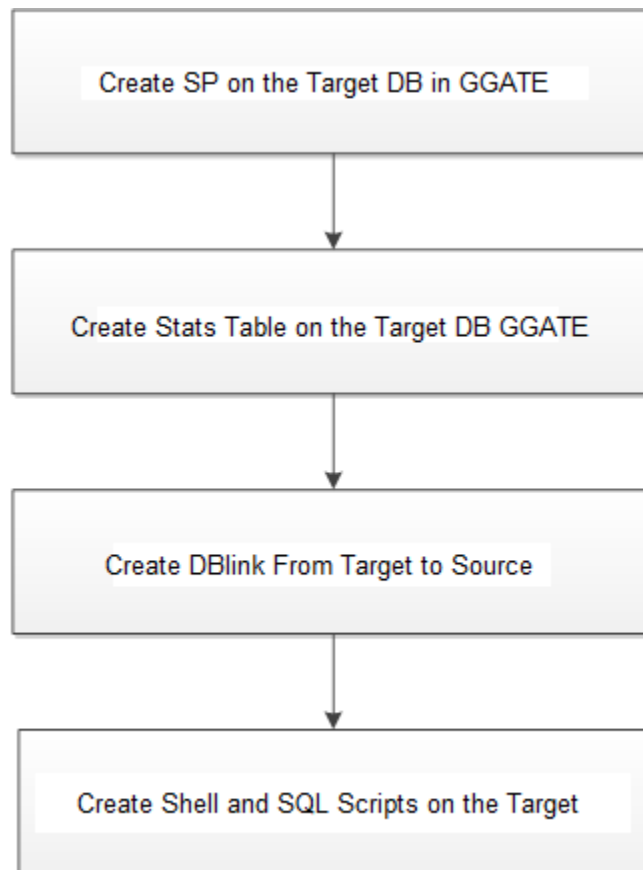 Create SP on the Target DB in GGATE
Create Stats Table on the Target DB GGATE
Create DBlink From Target to Source
Create Shell and SQL Scripts on the Target